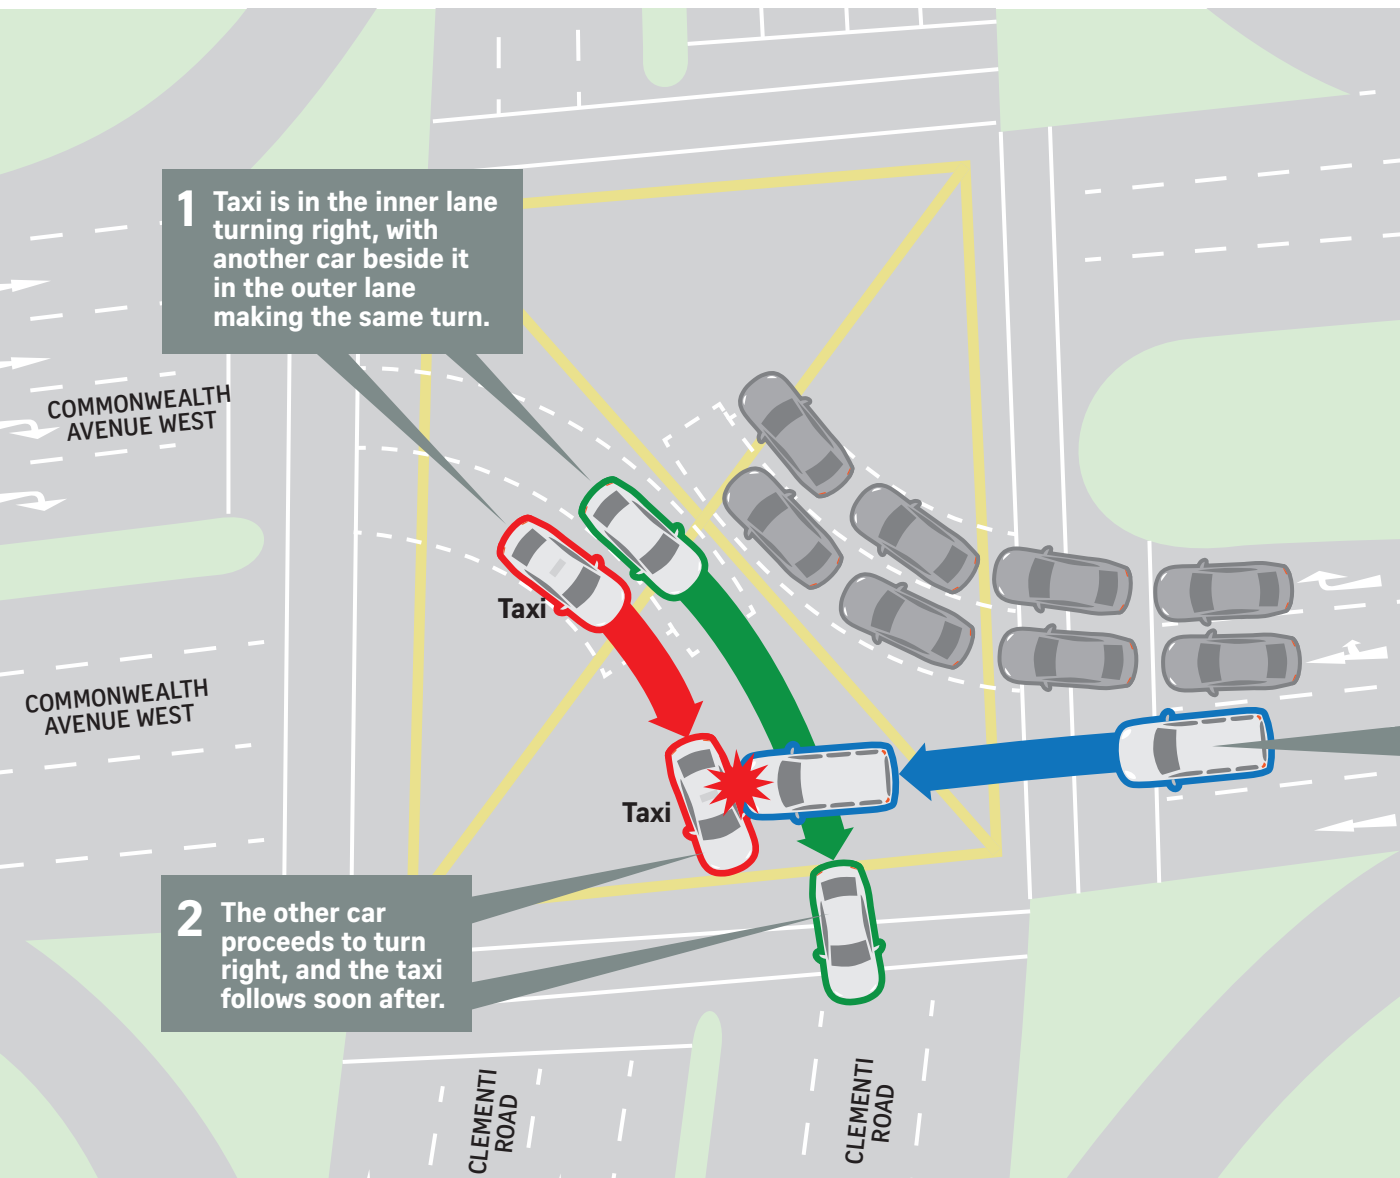 1
Taxi is in the inner lane
turning right, with
another car beside it
in the outer lane
making the same turn.
COMMONWEALTH
AVENUE WEST
Taxi
COMMONWEALTH
AVENUE WEST
Taxi
2
The other car
proceeds to turn
right, and the taxi
follows soon after.
CLEMENTI
ROAD
CLEMENTI
ROAD